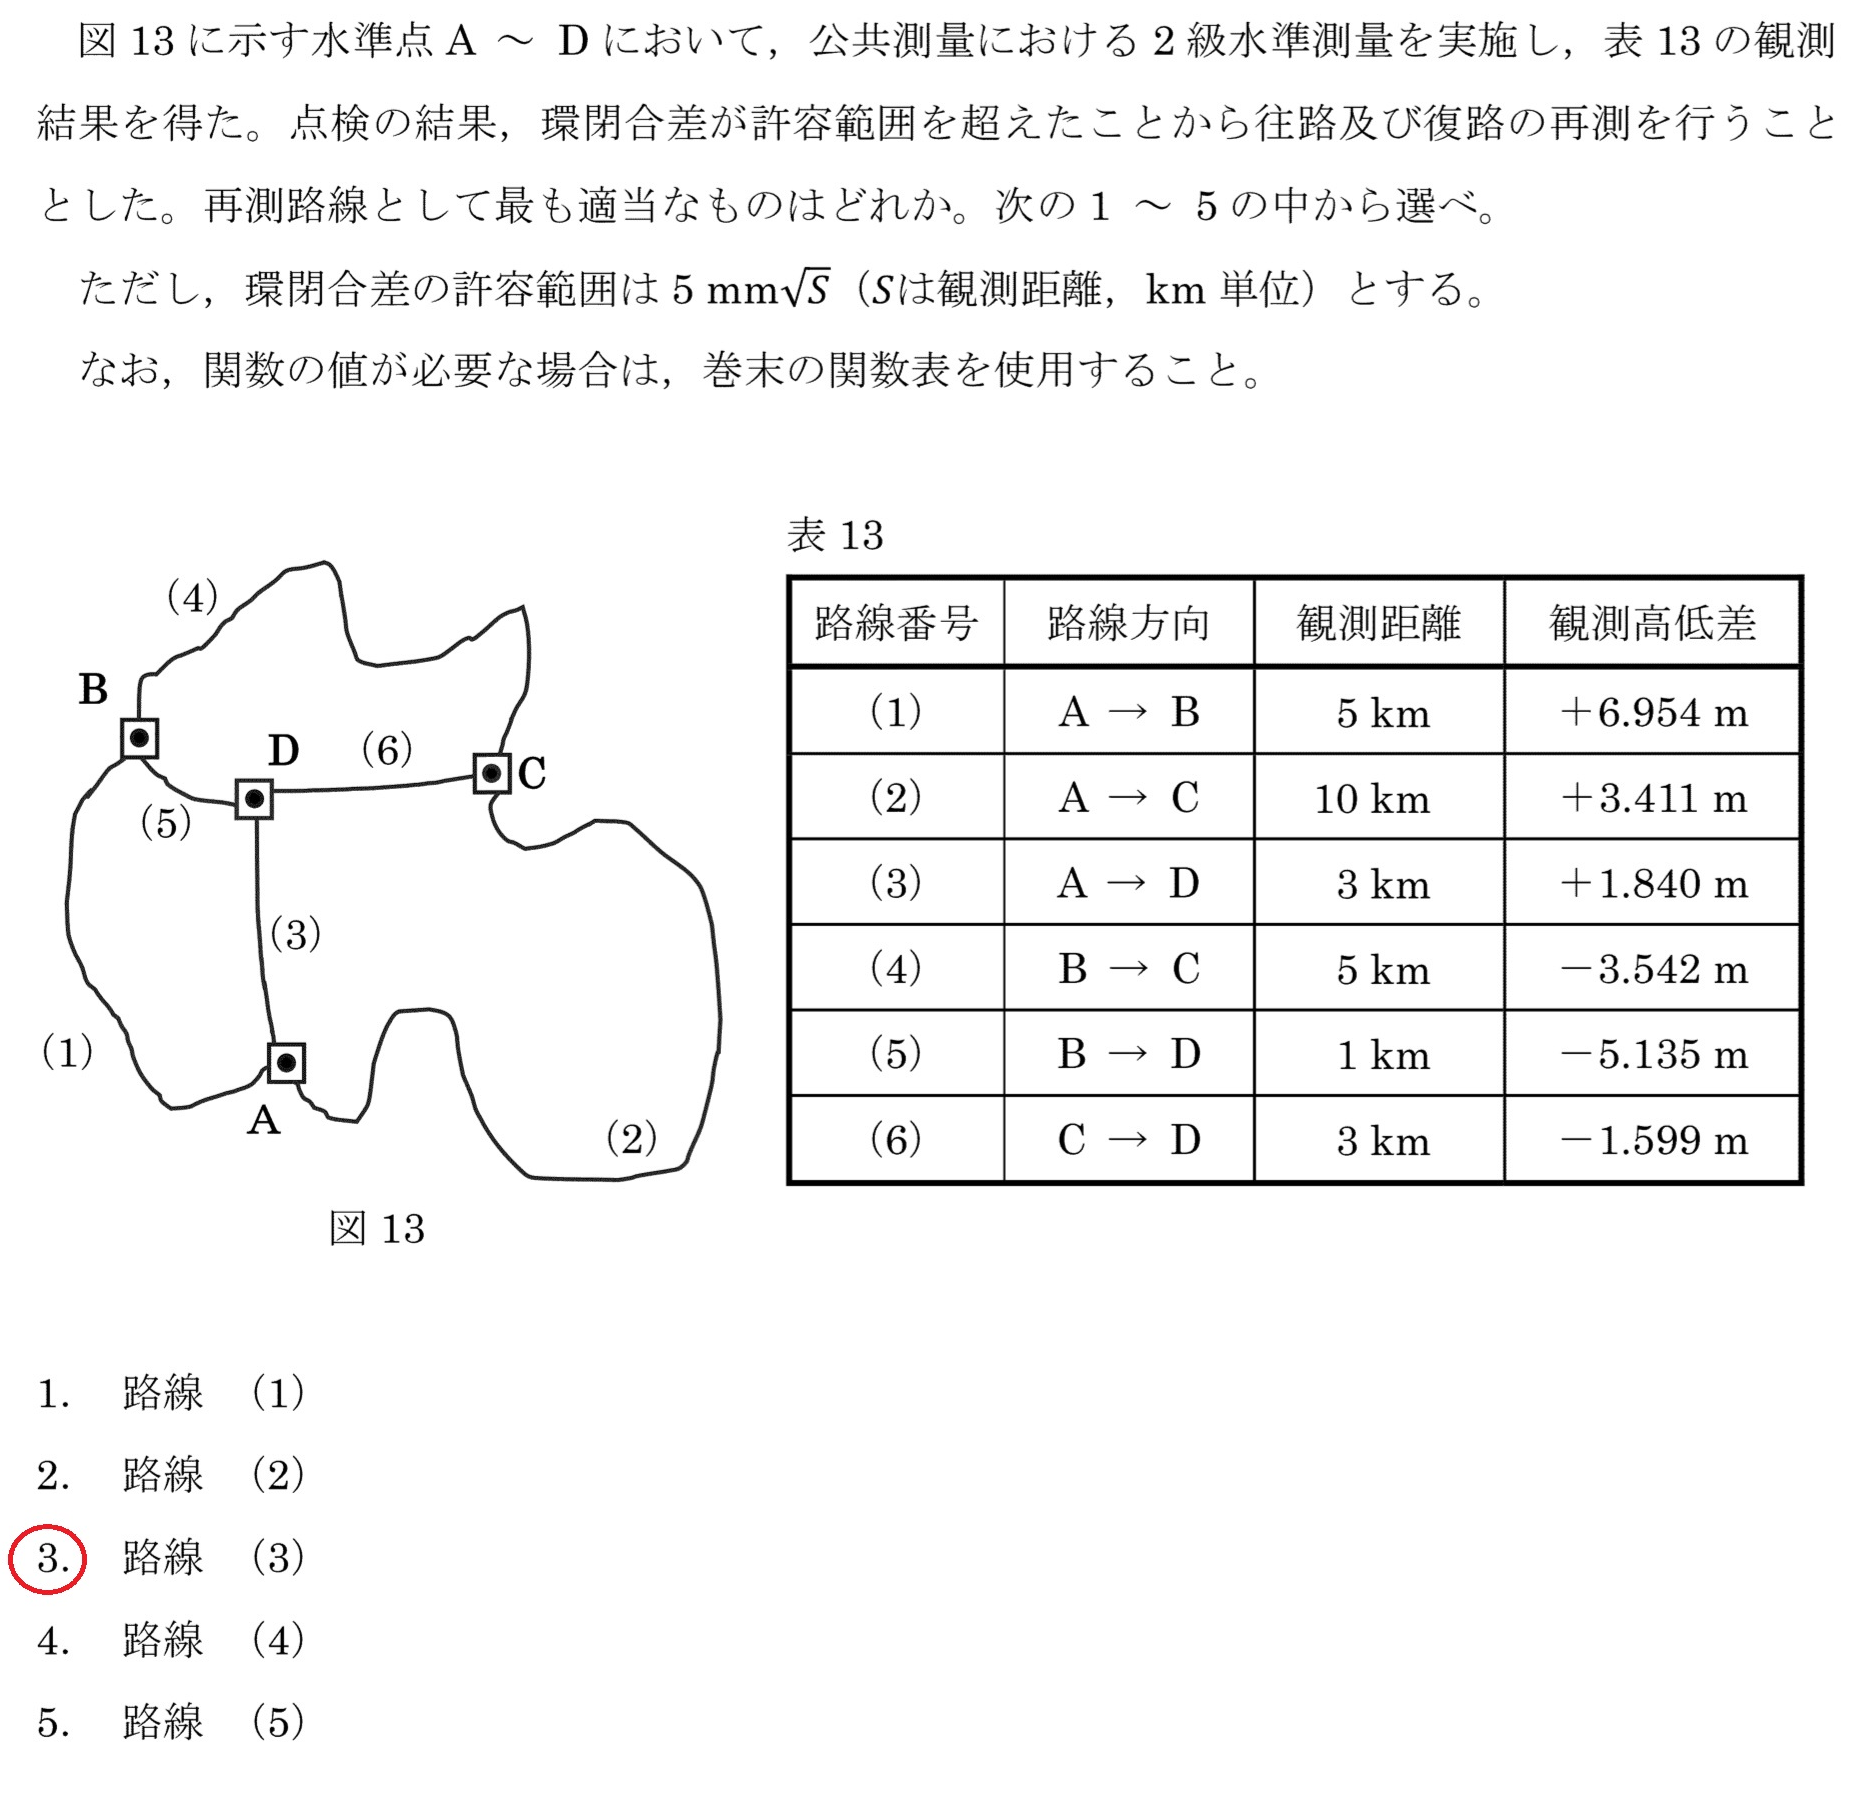 図 13 に示す水準点 A ～ D において，公共測量における 2 級水準測量を実施し，表 13 の観測
結果を得た。点検の結果，環閉合差が許容範囲を超えたことから往路及び復路の再測を行うこと
とした。再測路線として最も適当なものはどれか。次の 1 ～ 5 の中から選べ。
ただし，環閉合差の許容範囲は 5 mm√S（Sは観測距離，km 単位）とする。
なお，関数の値が必要な場合は，巻末の関数表を使用すること。
(4)
B
D
(6)
C
(5)
(3)
(1)
A
(2)
図 13
表 13
路線番号 路線方向 観測距離 観測高低差
(1) A → B 5 km ＋6.954 m
(2) A → C 10 km ＋3.411 m
(3) A → D 3 km ＋1.840 m
(4) B → C 5 km －3.542 m
(5) B → D 1 km －5.135 m
(6) C → D 3 km －1.599 m
1. 路線 (1)
2. 路線 (2)
3. 路線 (3)
4. 路線 (4)
5. 路線 (5)